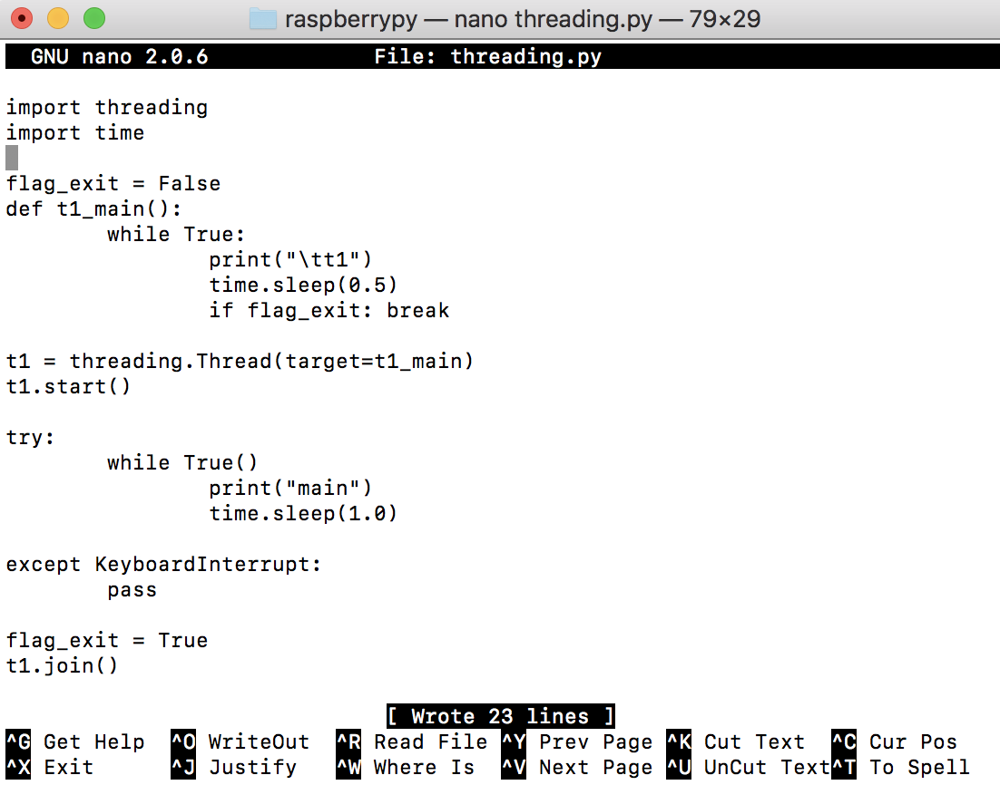 raspberrypy — nano threading.py — 79×29
GNU nano 2.0.6 File: threading.py
import threading
import time
flag_exit = False
def t1_main():
        while True:
                print("\tt1")
                time.sleep(0.5)
                if flag_exit: break
t1 = threading.Thread(target=t1_main)
t1.start()
try:
        while True()
                print("main")
                time.sleep(1.0)
except KeyboardInterrupt:
        pass
flag_exit = True
t1.join()
[ Wrote 23 lines ]
^G Get Help ^O WriteOut ^R Read File ^Y Prev Page ^K Cut Text ^C Cur Pos
^X Exit ^J Justify ^W Where Is ^V Next Page ^U UnCut Text ^T To Spell